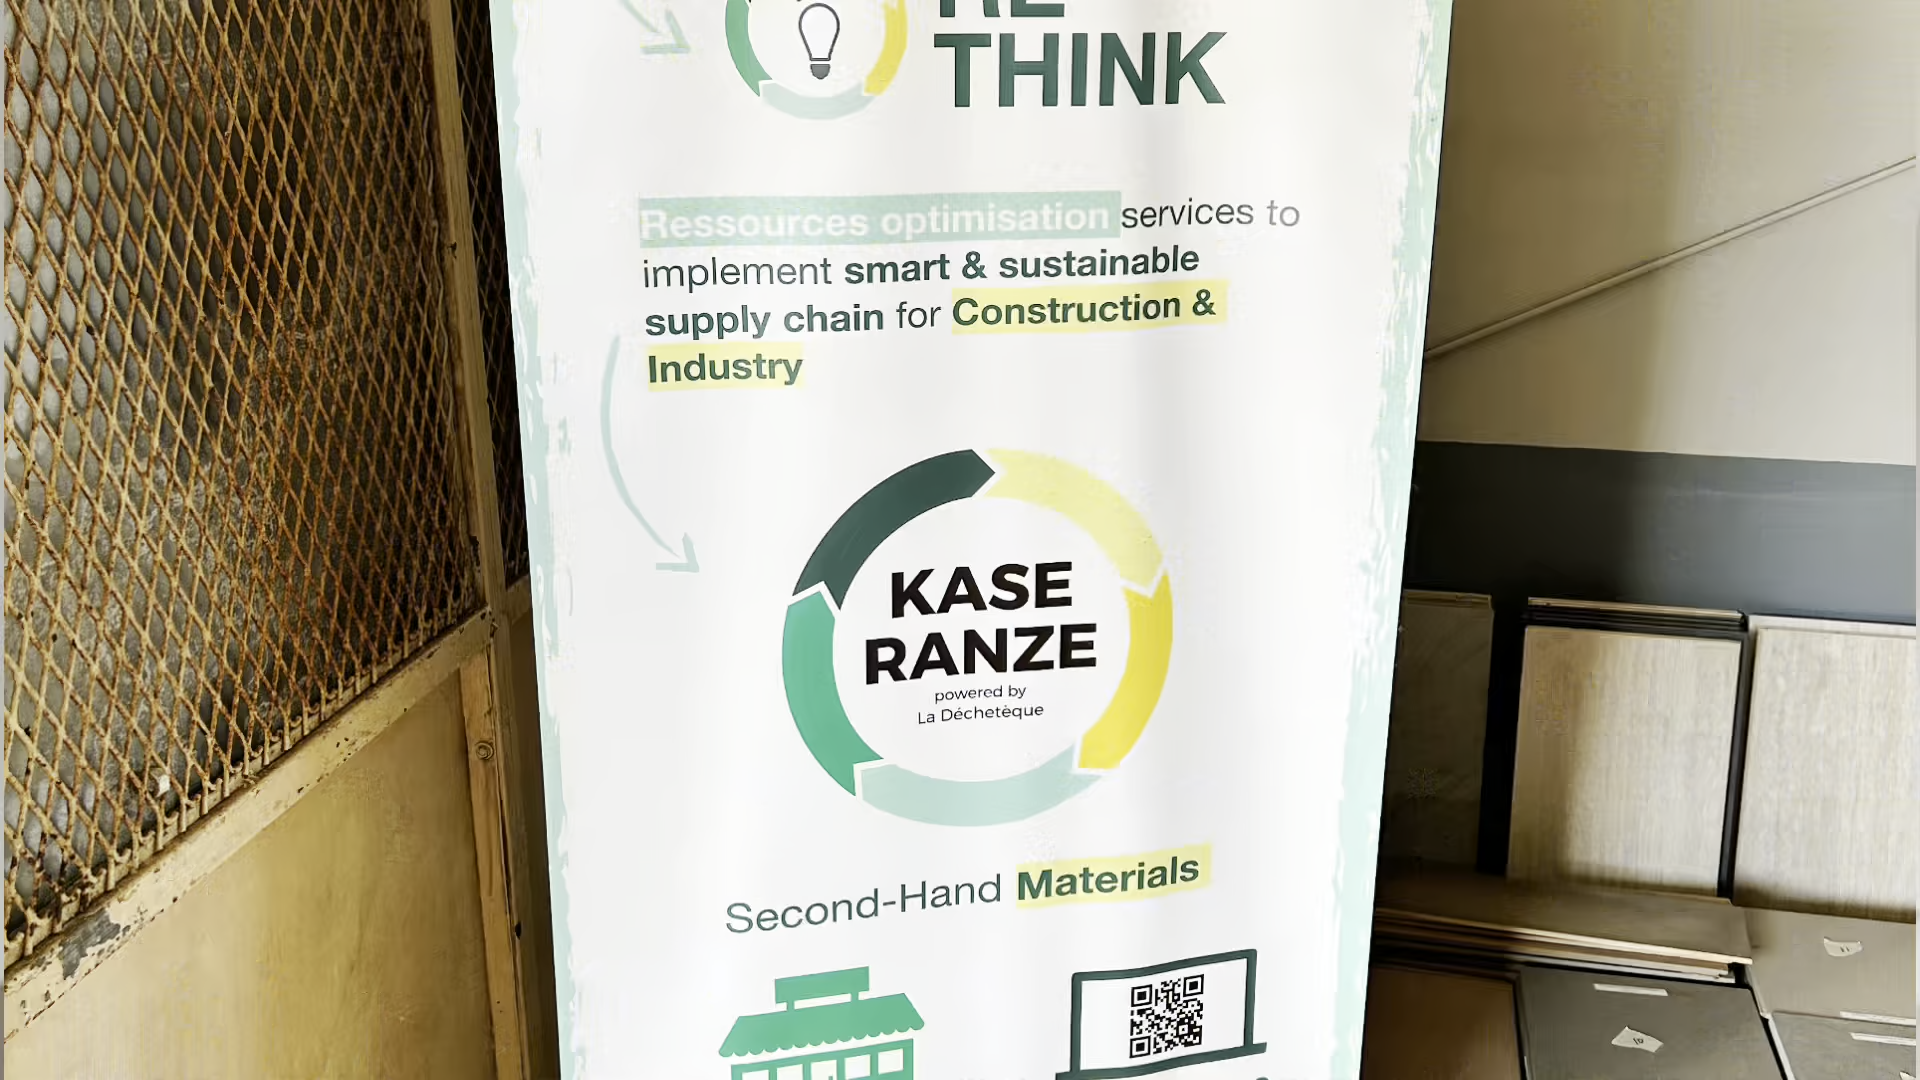 RE
THINK
Ressources optimisation services to
implement smart & sustainable
supply chain for Construction &
Industry
KASE
RANZE
powered by
La Déchetèque
Second-Hand Materials